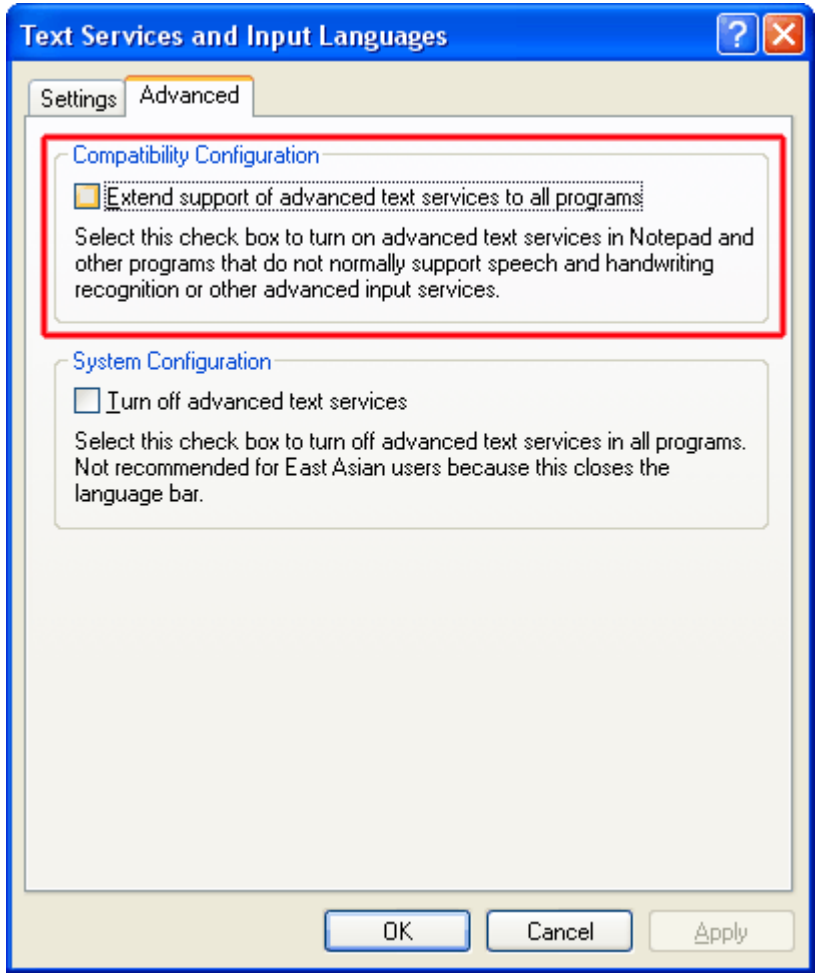 Text Services and Input Languages
Settings
Advanced
Compatibility Configuration
Extend support of advanced text services to all programs
Select this check box to turn on advanced text services in Notepad and
other programs that do not normally support speech and handwriting
recognition or other advanced input services.
System Configuration
Turn off advanced text services
Select this check box to turn off advanced text services in all programs.
Not recommended for East Asian users because this closes the
language bar.
OK
Cancel
Apply